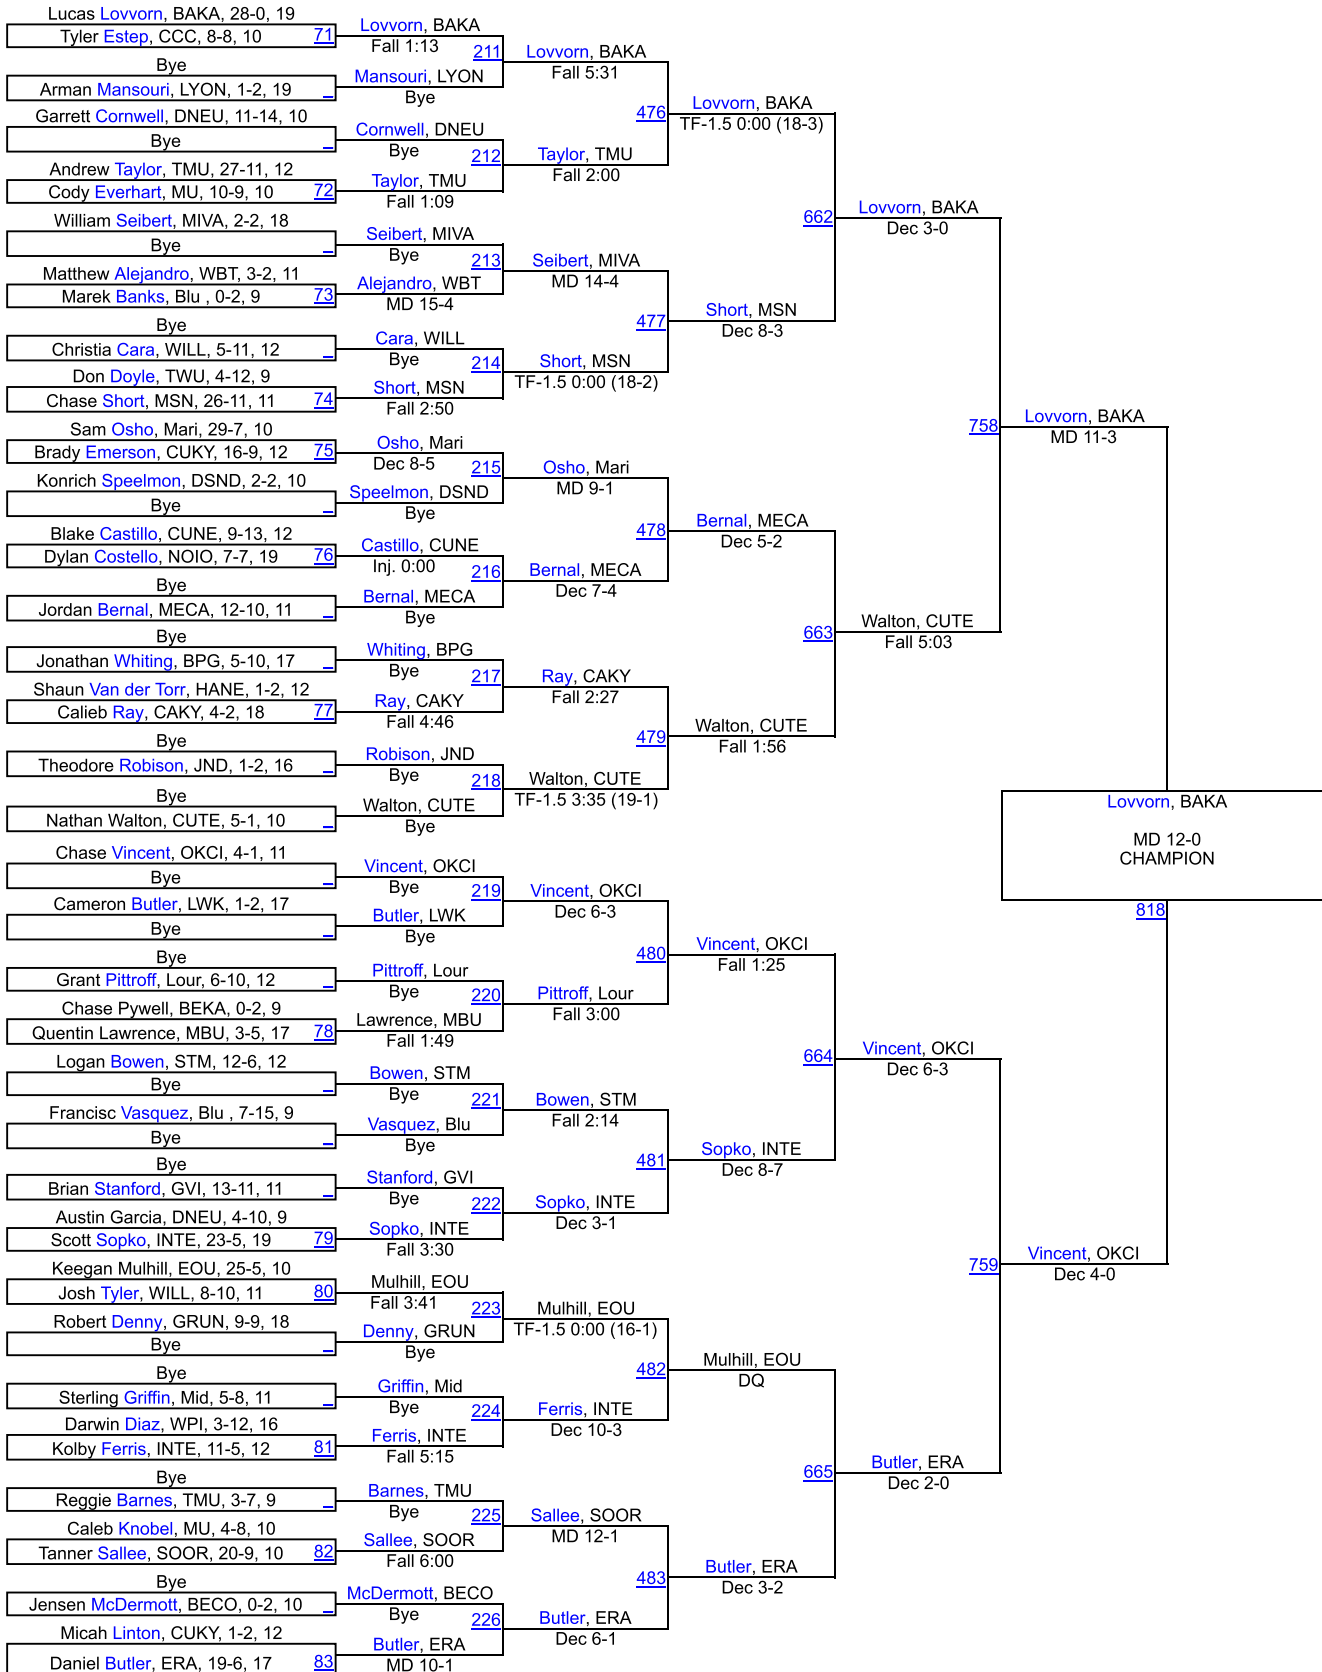 Lucas Lovvorn, BAKA, 28-0, 19
Tyler Estep, CCC, 8-8, 10 71
Bye
Arman Mansouri, LYON, 1-2, 19 _
Garrett Cornwell, DNEU, 11-14, 10
Bye _
Andrew Taylor, TMU, 27-11, 12
Cody Everhart, MU, 10-9, 10 72
William Seibert, MIVA, 2-2, 18
Bye _
Matthew Alejandro, WBT, 3-2, 11
Marek Banks, Blu , 0-2, 9 73
Bye
Christia Cara, WILL, 5-11, 12 _
Don Doyle, TWU, 4-12, 9
Chase Short, MSN, 26-11, 11 74
Sam Osho, Mari, 29-7, 10
Brady Emerson, CUKY, 16-9, 12 75
Konrich Speelmon, DSND, 2-2, 10
Bye _
Blake Castillo, CUNE, 9-13, 12
Dylan Costello, NOIO, 7-7, 19 76
Bye
Jordan Bernal, MECA, 12-10, 11 _
Bye
Jonathan Whiting, BPG, 5-10, 17 _
Shaun Van der Torr, HANE, 1-2, 12
Calieb Ray, CAKY, 4-2, 18 77
Bye
Theodore Robison, JND, 1-2, 16 _
Bye
Nathan Walton, CUTE, 5-1, 10 _
Chase Vincent, OKCI, 4-1, 11
Bye _
Cameron Butler, LWK, 1-2, 17
Bye _
Bye
Grant Pittroff, Lour, 6-10, 12 _
Chase Pywell, BEKA, 0-2, 9
Quentin Lawrence, MBU, 3-5, 17 78
Logan Bowen, STM, 12-6, 12
Bye _
Francisc Vasquez, Blu , 7-15, 9
Bye _
Bye
Brian Stanford, GVI, 13-11, 11 _
Austin Garcia, DNEU, 4-10, 9
Scott Sopko, INTE, 23-5, 19 79
Keegan Mulhill, EOU, 25-5, 10
Josh Tyler, WILL, 8-10, 11 80
Robert Denny, GRUN, 9-9, 18
Bye _
Bye
Sterling Griffin, Mid, 5-8, 11 _
Darwin Diaz, WPI, 3-12, 16
Kolby Ferris, INTE, 11-5, 12 81
Bye
Reggie Barnes, TMU, 3-7, 9 _
Caleb Knobel, MU, 4-8, 10
Tanner Sallee, SOOR, 20-9, 10 82
Bye
Jensen McDermott, BECO, 0-2, 10 _
Micah Linton, CUKY, 1-2, 12
Daniel Butler, ERA, 19-6, 17 83
Lovvorn, BAKA
Fall 1:13
211
Mansouri, LYON
Bye
Cornwell, DNEU
Bye
212
Taylor, TMU
Fall 1:09
Seibert, MIVA
Bye
213
Alejandro, WBT
MD 15-4
Cara, WILL
Bye
214
Short, MSN
Fall 2:50
Osho, Mari
Dec 8-5
215
Speelmon, DSND
Bye
Castillo, CUNE
Inj. 0:00
216
Bernal, MECA
Bye
Whiting, BPG
Bye
217
Ray, CAKY
Fall 4:46
Robison, JND
Bye
218
Walton, CUTE
Bye
Vincent, OKCI
Bye
219
Butler, LWK
Bye
Pittroff, Lour
Bye
220
Lawrence, MBU
Fall 1:49
Bowen, STM
Bye
221
Vasquez, Blu
Bye
Stanford, GVI
Bye
222
Sopko, INTE
Fall 3:30
Mulhill, EOU
Fall 3:41
223
Denny, GRUN
Bye
Griffin, Mid
Bye
224
Ferris, INTE
Fall 5:15
Barnes, TMU
Bye
225
Sallee, SOOR
Fall 6:00
McDermott, BECO
Bye
226
Butler, ERA
MD 10-1
Lovvorn, BAKA
Fall 5:31
476
Taylor, TMU
Fall 2:00
Seibert, MIVA
MD 14-4
477
Short, MSN
TF-1.5 0:00 (18-2)
Osho, Mari
MD 9-1
478
Bernal, MECA
Dec 7-4
Ray, CAKY
Fall 2:27
479
Walton, CUTE
TF-1.5 3:35 (19-1)
Vincent, OKCI
Dec 6-3
480
Pittroff, Lour
Fall 3:00
Bowen, STM
Fall 2:14
481
Sopko, INTE
Dec 3-1
Mulhill, EOU
TF-1.5 0:00 (16-1)
482
Ferris, INTE
Dec 10-3
Sallee, SOOR
MD 12-1
483
Butler, ERA
Dec 6-1
Lovvorn, BAKA
TF-1.5 0:00 (18-3)
662
Short, MSN
Dec 8-3
Bernal, MECA
Dec 5-2
663
Walton, CUTE
Fall 1:56
Vincent, OKCI
Fall 1:25
664
Sopko, INTE
Dec 8-7
Mulhill, EOU
DQ
665
Butler, ERA
Dec 3-2
Lovvorn, BAKA
Dec 3-0
758
Walton, CUTE
Fall 5:03
Vincent, OKCI
Dec 6-3
759
Butler, ERA
Dec 2-0
Lovvorn, BAKA
MD 11-3
Vincent, OKCI
Dec 4-0
Lovvorn, BAKA
MD 12-0
CHAMPION
818